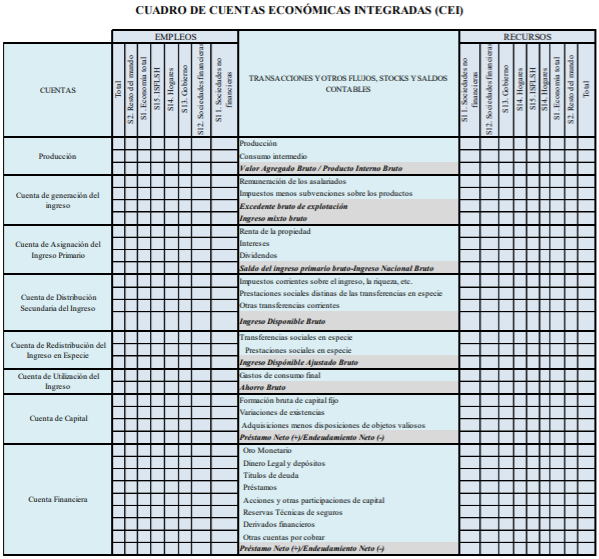 CUADRO DE CUENTAS ECONÓMICAS INTEGRADAS (CEI)
EMPLEOS
RECURSOS
CUENTAS
Total
S2. Resto del mundo
S1. Economía total
S15. ISFLSH
S14. Hogares
S13. Gobierno
S12. Sociedades financieras
S11. Sociedades no financieras
TRANSACCIONES Y OTROS FLUJOS, STOCKS Y SALDOS
CONTABLES
S11. Sociedades no financieras
S12. Sociedades financieras
S13. Gobierno
S14. Hogares
S15. ISFLSH
S1. Economía total
S2. Resto del mundo
Total
Producción
Producción
Consumo intermedio
Valor Agregado Bruto / Producto Interno Bruto
Cuenta de generación del
ingreso
Remuneración de los asalariados
Impuestos menos subvenciones sobre los productos
Excedente bruto de explotación
Ingreso mixto bruto
Cuenta de Asignación del
Ingreso Primario
Renta de la propiedad
Intereses
Dividendos
Saldo del ingreso primario bruto-Ingreso Nacional Bruto
Cuenta de Distribución
Secundaria del Ingreso
Impuestos corrientes sobre el ingreso, la riqueza, etc.
Prestaciones sociales distinas de las transferencias en especie
Otras transferencias corrientes
Ingreso Disponible Bruto
Cuenta de Redistribución del
Ingreso en Especie
Transferencias sociales en especie
Prestaciones sociales en especie
Ingreso Dispónible Ajustado Bruto
Cuenta de Utilización del
Ingreso
Gastos de consumo final
Ahorro Bruto
Cuenta de Capital
Formación bruta de capital fijo
Variaciones de existencias
Adquisiciones menos disposiciones de objetos valiosos
Préstamo Neto (+)/Endeudamiento Neto (-)
Cuenta Financiera
Oro Monetario
Dinero Legal y depósitos
Titulos de deuda
Préstamos
Acciones y otras participaciones de capital
Reservas Técnicas de seguros
Derivados financieros
Otras cuentas por cobrar
Préstamo Neto (+)/Endeudamiento Neto (-)